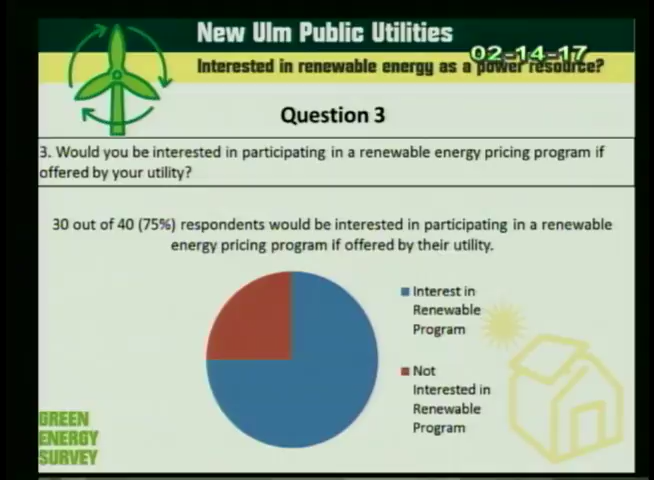 New Ulm Public Utilities
02-14-17
Interested in renewable energy as a power resource?
Question 3
3. Would you be interested in participating in a renewable energy pricing program if
offered by your utility?
30 out of 40 (75%) respondents would be interested in participating in a renewable
energy pricing program if offered by their utility.
Interest in
Renewable
Program
Not
Interested in
Renewable
Program
GREEN
ENERGY
SURVEY